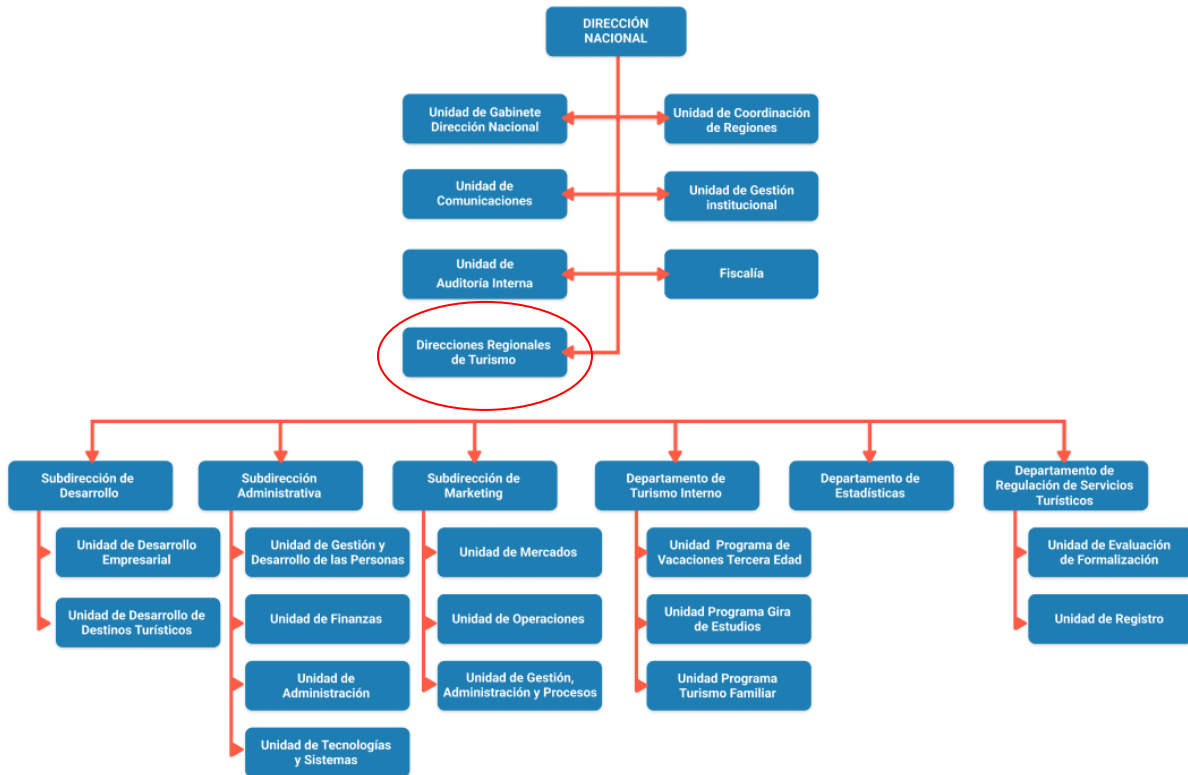 DIRECCIÓN
NACIONAL
Unidad de Gabinete
Dirección Nacional
Unidad de Coordinación
de Regiones
Unidad de
Comunicaciones
Unidad de Gestión
institucional
Unidad de
Auditoría Interna
Fiscalía
Direcciones Regionales
de Turismo
Subdirección de
Desarrollo
Subdirección
Administrativa
Subdirección de
Marketing
Departamento de
Turismo Interno
Departamento de
Estadísticas
Departamento de
Regulación de Servicios
Turísticos
Unidad de Desarrollo
Empresarial
Unidad de Gestión y
Desarrollo de las Personas
Unidad de Mercados
Unidad Programa de
Vacaciones Tercera Edad
Unidad de Evaluación
de Formalización
Unidad de Desarrollo de
Destinos Turísticos
Unidad de Finanzas
Unidad de Operaciones
Unidad Programa Gira
de Estudios
Unidad de Registro
Unidad de
Administración
Unidad de Gestión,
Administración y Procesos
Unidad Programa
Turismo Familiar
Unidad de Tecnologías
y Sistemas